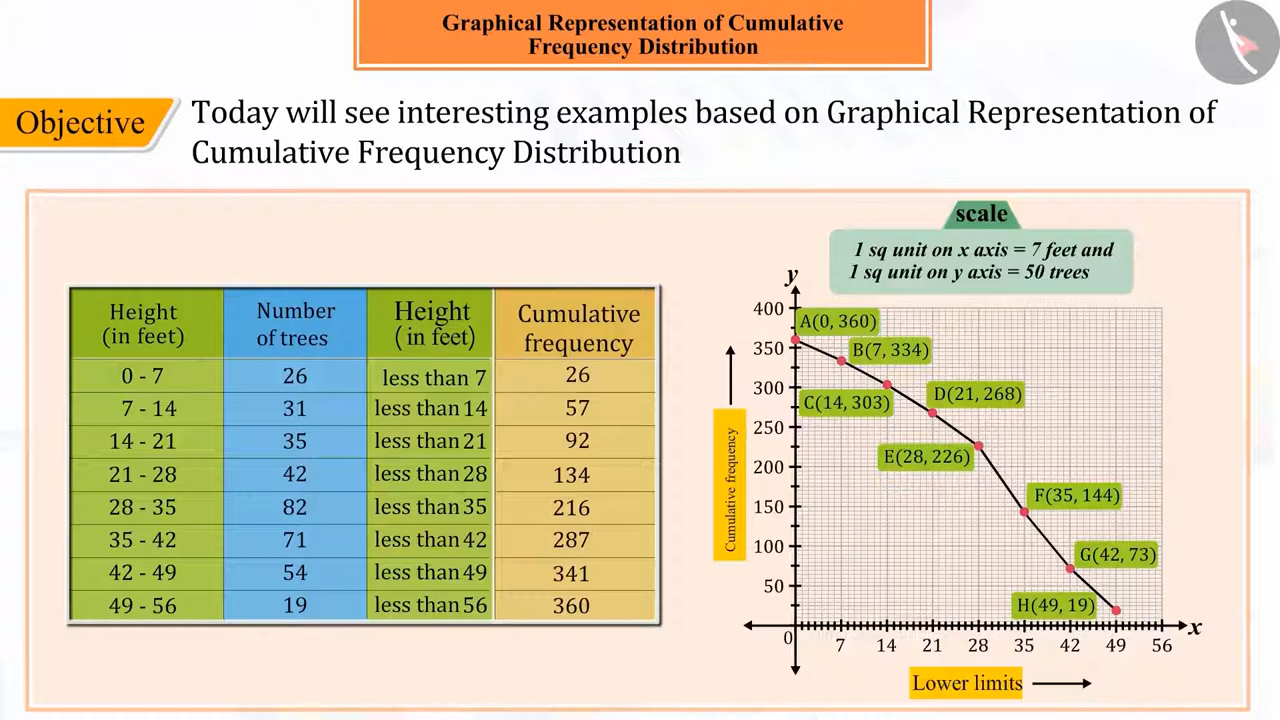 Graphical Representation of Cumulative
Frequency Distribution
Objective
Today will see interesting examples based on Graphical Representation of
Cumulative Frequency Distribution
Height (in feet) Number of trees Height (in feet) Cumulative frequency
0 - 7 26 less than 7 26
7 - 14 31 less than 14 57
14 - 21 35 less than 21 92
21 - 28 42 less than 28 134
28 - 35 82 less than 35 216
35 - 42 71 less than 42 287
42 - 49 54 less than 49 341
49 - 56 19 less than 56 360
scale
1 sq unit on x axis = 7 feet and
1 sq unit on y axis = 50 trees
y
400
350
300
250
200
150
100
50
Cumulative frequency
A(0, 360)
B(7, 334)
C(14, 303)
D(21, 268)
E(28, 226)
F(35, 144)
G(42, 73)
H(49, 19)
0 7 14 21 28 35 42 49 56
x
Lower limits